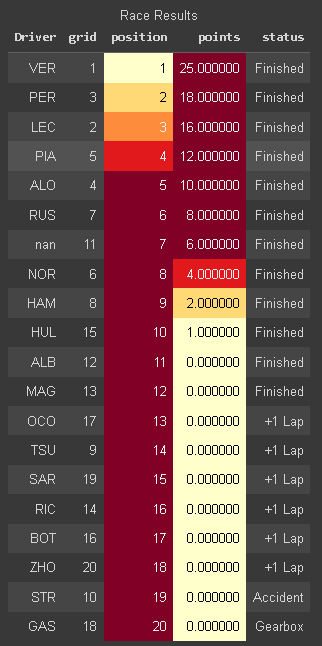 Race Results
Driver grid position points status
VER 1 1 25.000000 Finished
PER 3 2 18.000000 Finished
LEC 2 3 16.000000 Finished
PIA 5 4 12.000000 Finished
ALO 4 5 10.000000 Finished
RUS 7 6 8.000000 Finished
nan 11 7 6.000000 Finished
NOR 6 8 4.000000 Finished
HAM 8 9 2.000000 Finished
HUL 15 10 1.000000 Finished
ALB 12 11 0.000000 Finished
MAG 13 12 0.000000 Finished
OCO 17 13 0.000000 +1 Lap
TSU 9 14 0.000000 +1 Lap
SAR 19 15 0.000000 +1 Lap
RIC 14 16 0.000000 +1 Lap
BOT 16 17 0.000000 +1 Lap
ZHO 20 18 0.000000 +1 Lap
STR 10 19 0.000000 Accident
GAS 18 20 0.000000 Gearbox